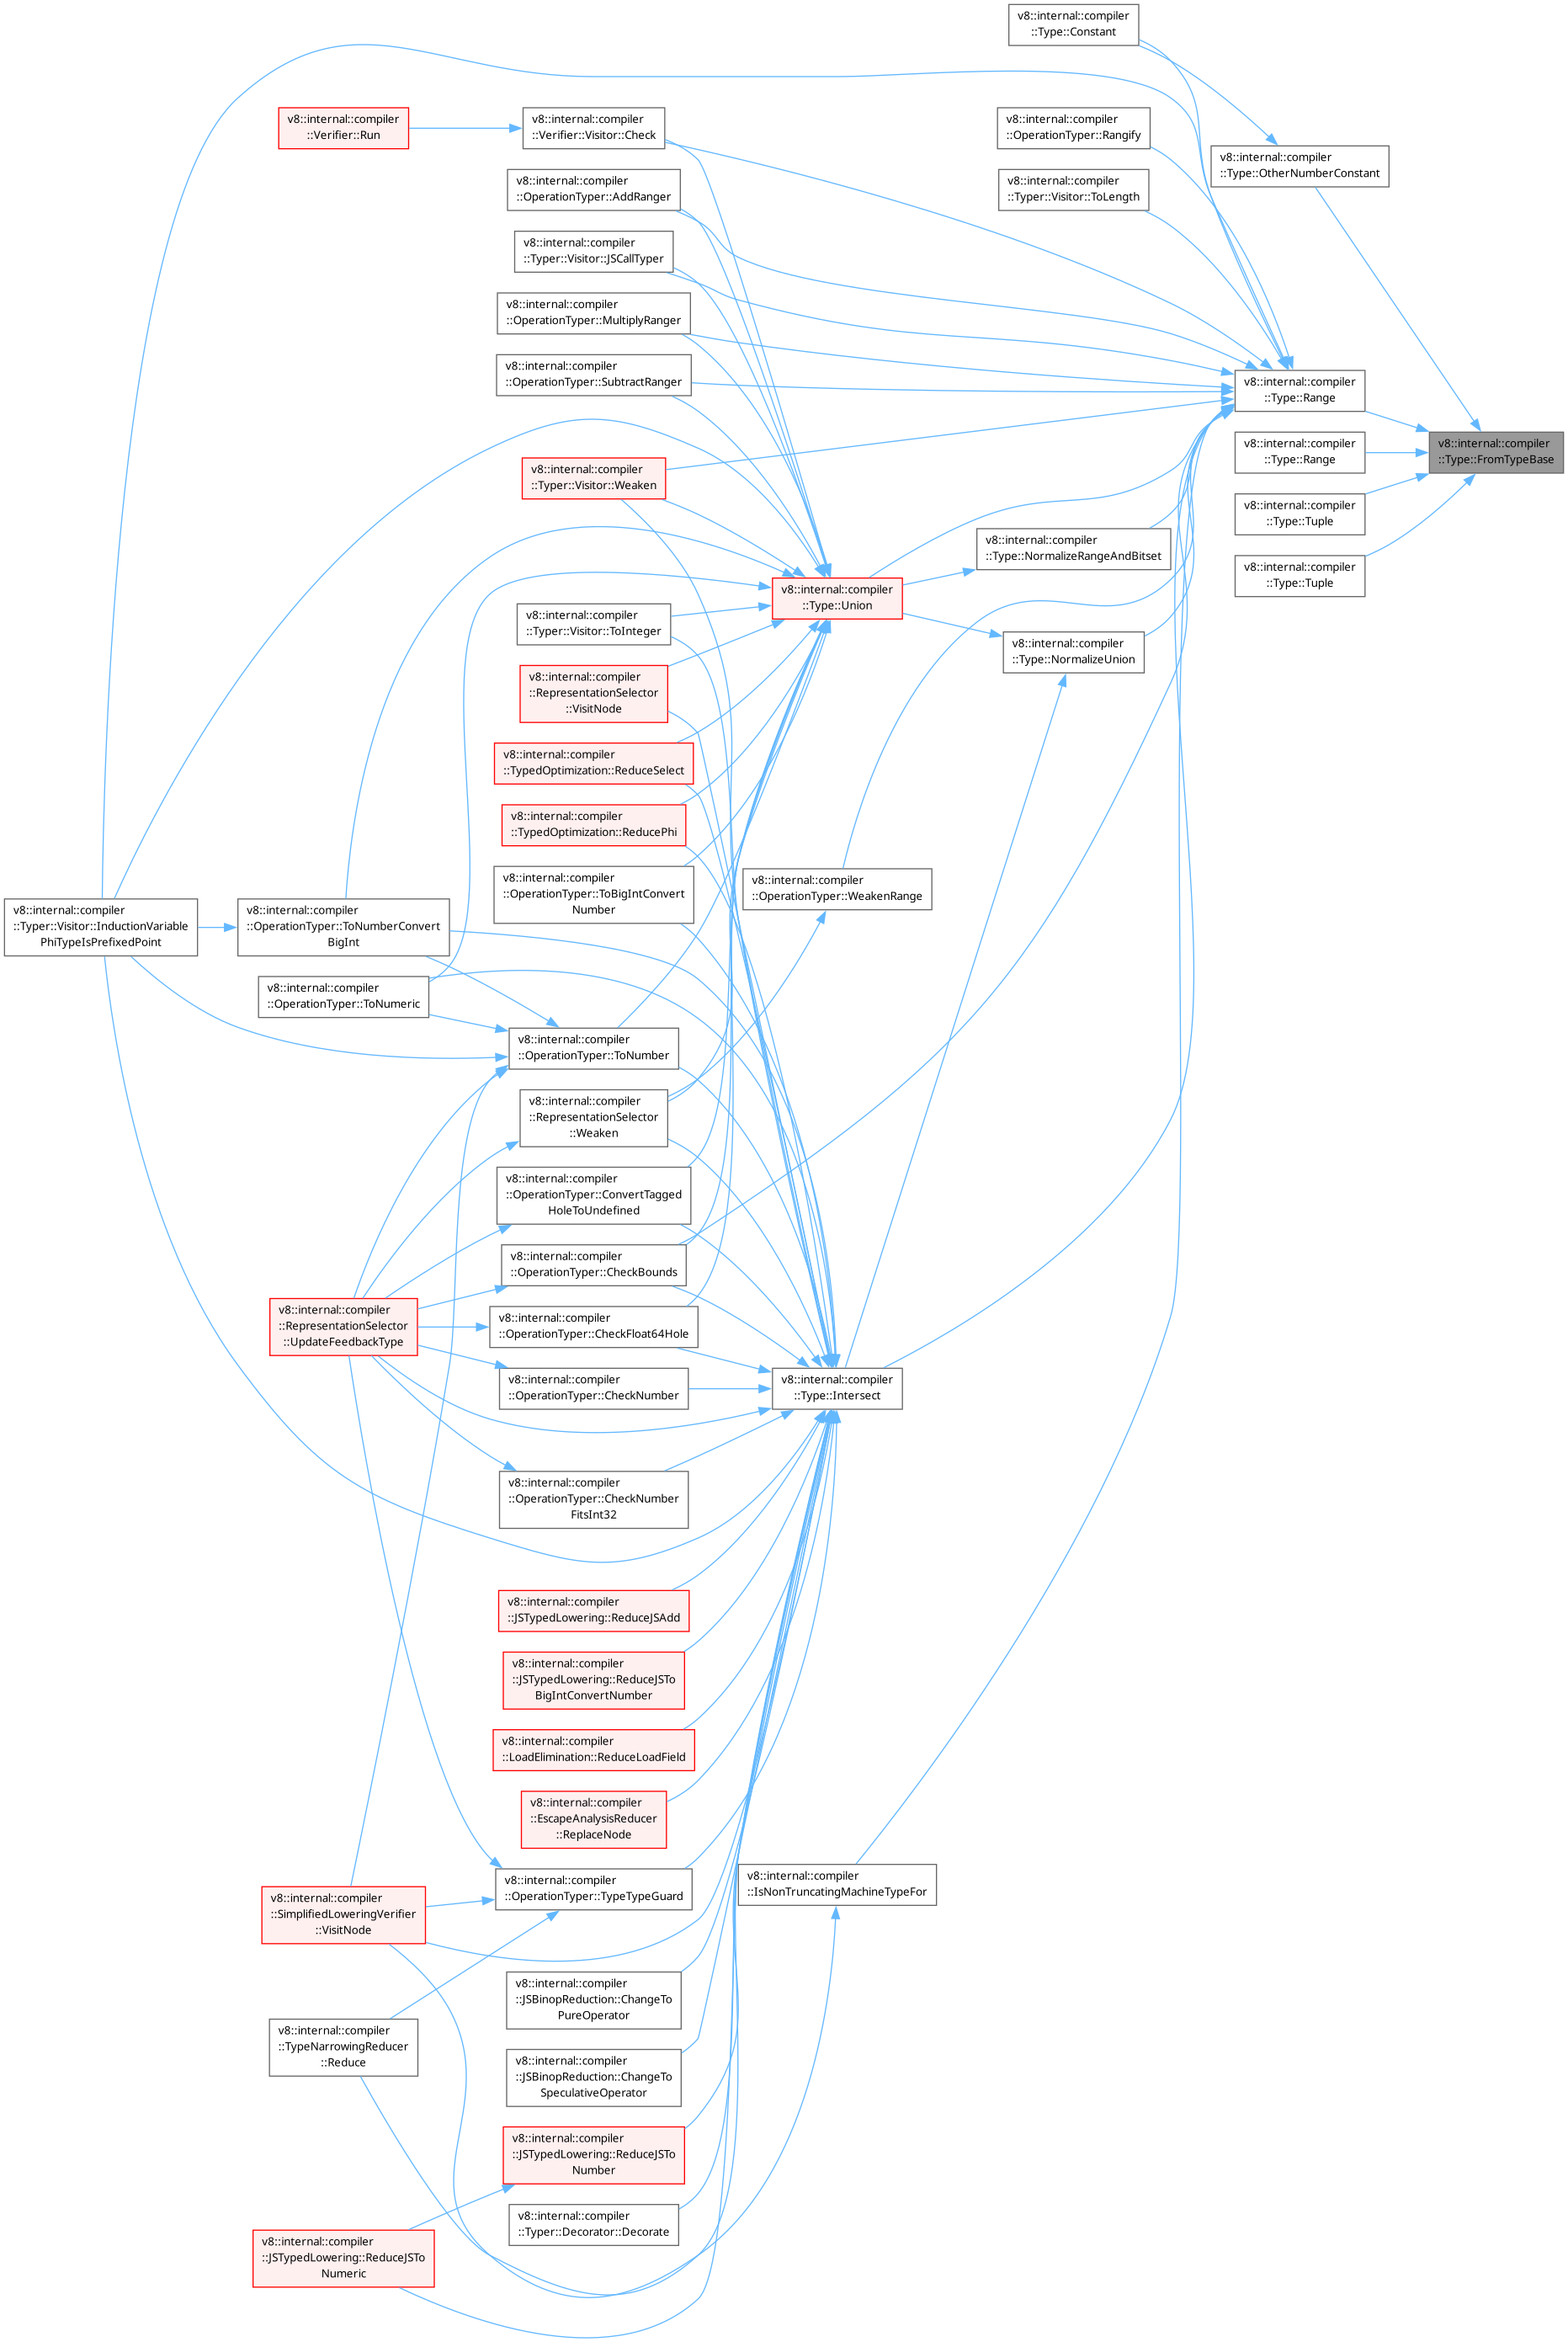 v8::internal::compiler
::Type::Constant
v8::internal::compiler
::Verifier::Run
v8::internal::compiler
::Verifier::Visitor::Check
v8::internal::compiler
::OperationTyper::Rangify
v8::internal::compiler
::Type::OtherNumberConstant
v8::internal::compiler
::OperationTyper::AddRanger
v8::internal::compiler
::Typer::Visitor::ToLength
v8::internal::compiler
::Typer::Visitor::JSCallTyper
v8::internal::compiler
::OperationTyper::MultiplyRanger
v8::internal::compiler
::OperationTyper::SubtractRanger
v8::internal::compiler
::Type::Range
v8::internal::compiler
::Type::Range
v8::internal::compiler
::Type::FromTypeBase
v8::internal::compiler
::Typer::Visitor::Weaken
v8::internal::compiler
::Type::Tuple
v8::internal::compiler
::Type::NormalizeRangeAndBitset
v8::internal::compiler
::Type::Tuple
v8::internal::compiler
::Type::Union
v8::internal::compiler
::Typer::Visitor::ToInteger
v8::internal::compiler
::Type::NormalizeUnion
v8::internal::compiler
::RepresentationSelector
::VisitNode
v8::internal::compiler
::TypedOptimization::ReduceSelect
v8::internal::compiler
::TypedOptimization::ReducePhi
v8::internal::compiler
::OperationTyper::ToBigIntConvert
Number
v8::internal::compiler
::OperationTyper::WeakenRange
v8::internal::compiler
::Typer::Visitor::InductionVariable
PhiTypeIsPrefixedPoint
v8::internal::compiler
::OperationTyper::ToNumberConvert
BigInt
v8::internal::compiler
::OperationTyper::ToNumeric
v8::internal::compiler
::OperationTyper::ToNumber
v8::internal::compiler
::RepresentationSelector
::Weaken
v8::internal::compiler
::OperationTyper::ConvertTagged
HoleToUndefined
v8::internal::compiler
::OperationTyper::CheckBounds
v8::internal::compiler
::RepresentationSelector
::UpdateFeedbackType
v8::internal::compiler
::OperationTyper::CheckFloat64Hole
v8::internal::compiler
::OperationTyper::CheckNumber
v8::internal::compiler
::Type::Intersect
v8::internal::compiler
::OperationTyper::CheckNumber
FitsInt32
v8::internal::compiler
::JSTypedLowering::ReduceJSAdd
v8::internal::compiler
::JSTypedLowering::ReduceJSTo
BigIntConvertNumber
v8::internal::compiler
::LoadElimination::ReduceLoadField
v8::internal::compiler
::EscapeAnalysisReducer
::ReplaceNode
v8::internal::compiler
::OperationTyper::TypeTypeGuard
v8::internal::compiler
::IsNonTruncatingMachineTypeFor
v8::internal::compiler
::SimplifiedLoweringVerifier
::VisitNode
v8::internal::compiler
::JSBinopReduction::ChangeTo
PureOperator
v8::internal::compiler
::TypeNarrowingReducer
::Reduce
v8::internal::compiler
::JSBinopReduction::ChangeTo
SpeculativeOperator
v8::internal::compiler
::JSTypedLowering::ReduceJSTo
Number
v8::internal::compiler
::Typer::Decorator::Decorate
v8::internal::compiler
::JSTypedLowering::ReduceJSTo
Numeric